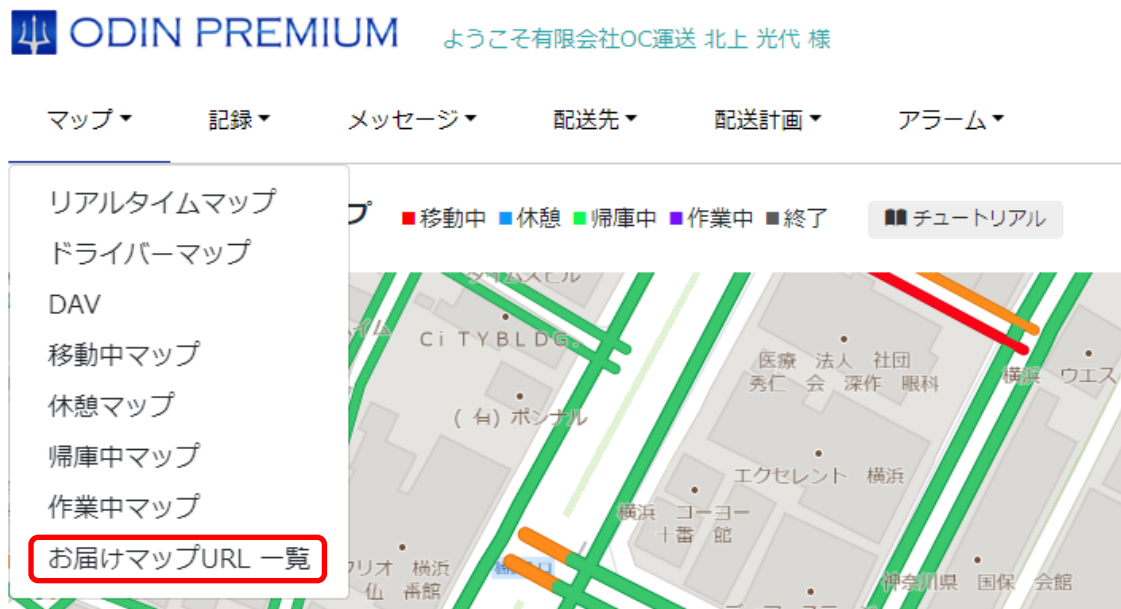 ODIN PREMIUM ようこそ有限会社OC運送 北上 光代 様
マップ 記録 メッセージ 配送先 配送計画 アラーム
リアルタイムマップ
プ ■移動中 ■休憩 ■帰庫中 ■作業中 ■終了 チュートリアル
ドライバーマップ
DAV
移動中マップ
休憩マップ
帰庫中マップ
作業中マップ
お届けマップURL 一覧
CiTYBLDG.
医療 法人 社団
秀仁 会 深作 眼科
横浜 ウエス
(有)ポンナル
エクセレント 横浜
横浜 コーヨー
十番 館
クリオ 横浜
仏 番館
神奈川県 国保 会館